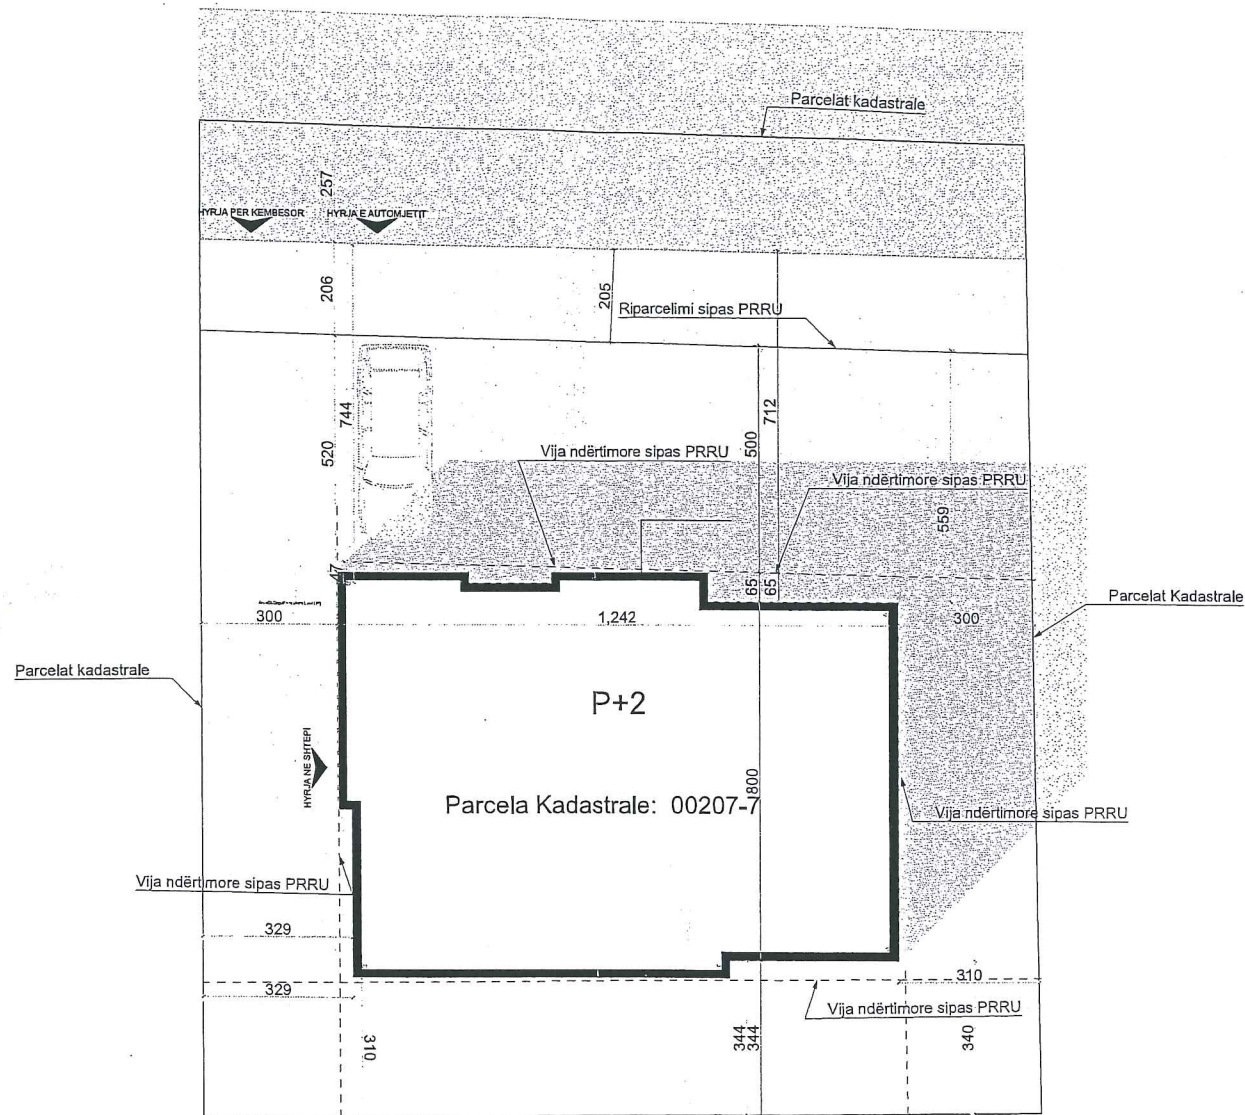 Parcelat kadastrale
257
HYRJA PER KEMBESOR
HYRJA E AUTOMJETIT
206
205
Riparcelimi sipas PRRU
744
712
520
500
Vija ndërtimore sipas PRRU
Vija ndërtimore sipas PRRU
559
65
65
Parcelat Kadastrale
300
1,242
300
Parcelat kadastrale
P+2
HYRJA NE SHTEPI
800
Parcela Kadastrale: 00207-7
Vija ndërtimore sipas PRRU
Vija ndërtimore sipas PRRU
329
310
329
Vija ndërtimore sipas PRRU
310
344
344
340